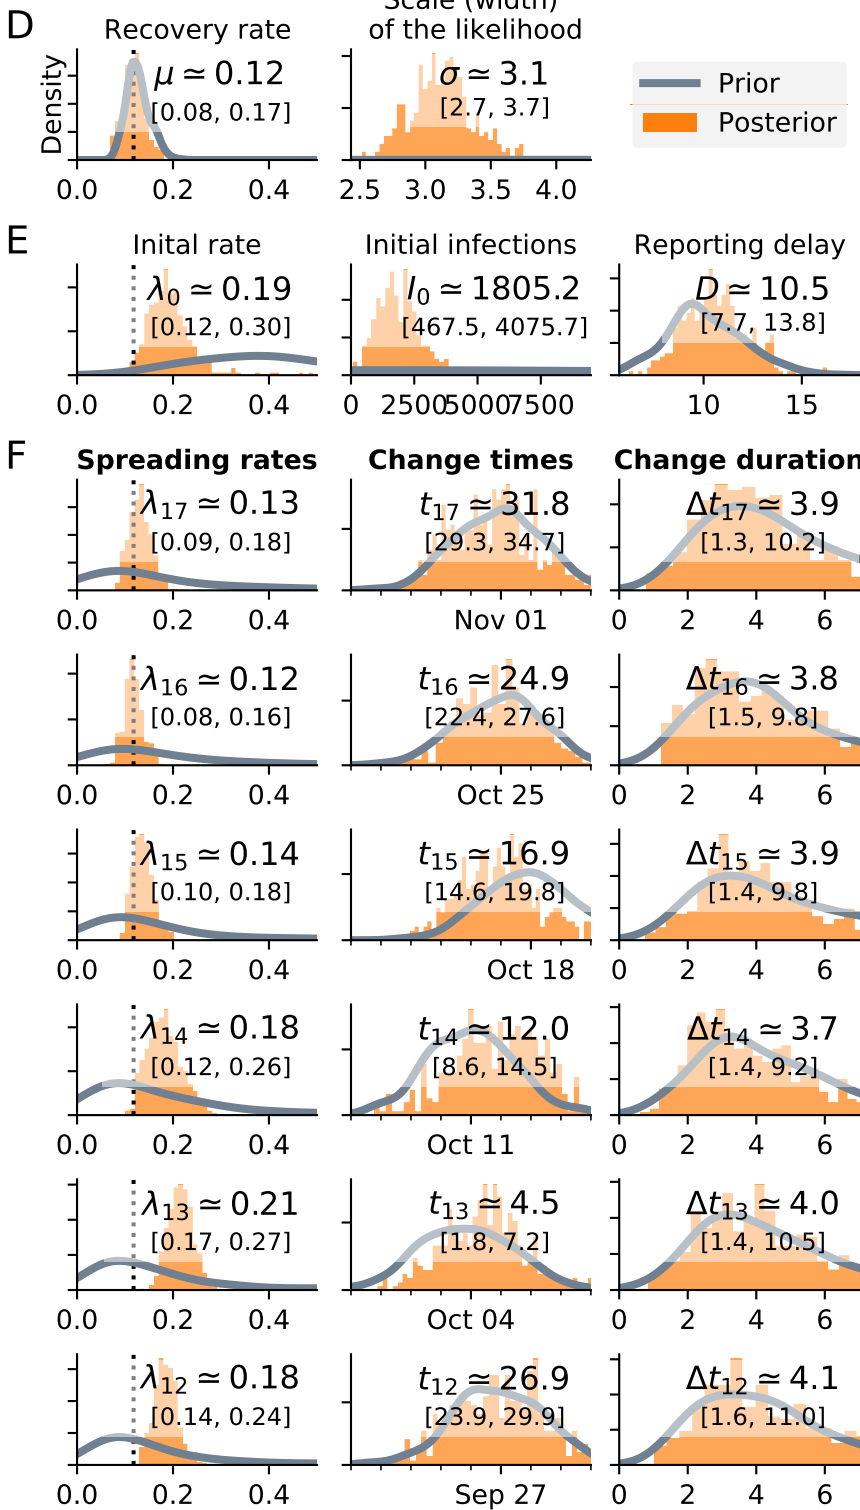 D
Recovery rate
Scale (width)
of the likelihood
Density
μ ≃ 0.12
[0.08, 0.17]
0.0 0.2 0.4
σ ≃ 3.1
[2.7, 3.7]
2.5 3.0 3.5 4.0
Prior
Posterior
E
Inital rate
λ0 ≃ 0.19
[0.12, 0.30]
0.0 0.2 0.4
Initial infections
I0 ≃ 1805.2
[467.5, 4075.7]
0 2500 5000 7500
Reporting delay
D ≃ 10.5
[7.7, 13.8]
10 15
F
Spreading rates
Change times
Change duration
λ17 ≃ 0.13
[0.09, 0.18]
0.0 0.2 0.4
t17 ≃ 31.8
[29.3, 34.7]
Nov 01
Δt17 ≃ 3.9
[1.3, 10.2]
0 2 4 6
λ16 ≃ 0.12
[0.08, 0.16]
0.0 0.2 0.4
t16 ≃ 24.9
[22.4, 27.6]
Oct 25
Δt16 ≃ 3.8
[1.5, 9.8]
0 2 4 6
λ15 ≃ 0.14
[0.10, 0.18]
0.0 0.2 0.4
t15 ≃ 16.9
[14.6, 19.8]
Oct 18
Δt15 ≃ 3.9
[1.4, 9.8]
0 2 4 6
λ14 ≃ 0.18
[0.12, 0.26]
0.0 0.2 0.4
t14 ≃ 12.0
[8.6, 14.5]
Oct 11
Δt14 ≃ 3.7
[1.4, 9.2]
0 2 4 6
λ13 ≃ 0.21
[0.17, 0.27]
0.0 0.2 0.4
t13 ≃ 4.5
[1.8, 7.2]
Oct 04
Δt13 ≃ 4.0
[1.4, 10.5]
0 2 4 6
λ12 ≃ 0.18
[0.14, 0.24]
0.0 0.2 0.4
t12 ≃ 26.9
[23.9, 29.9]
Sep 27
Δt12 ≃ 4.1
[1.6, 11.0]
0 2 4 6